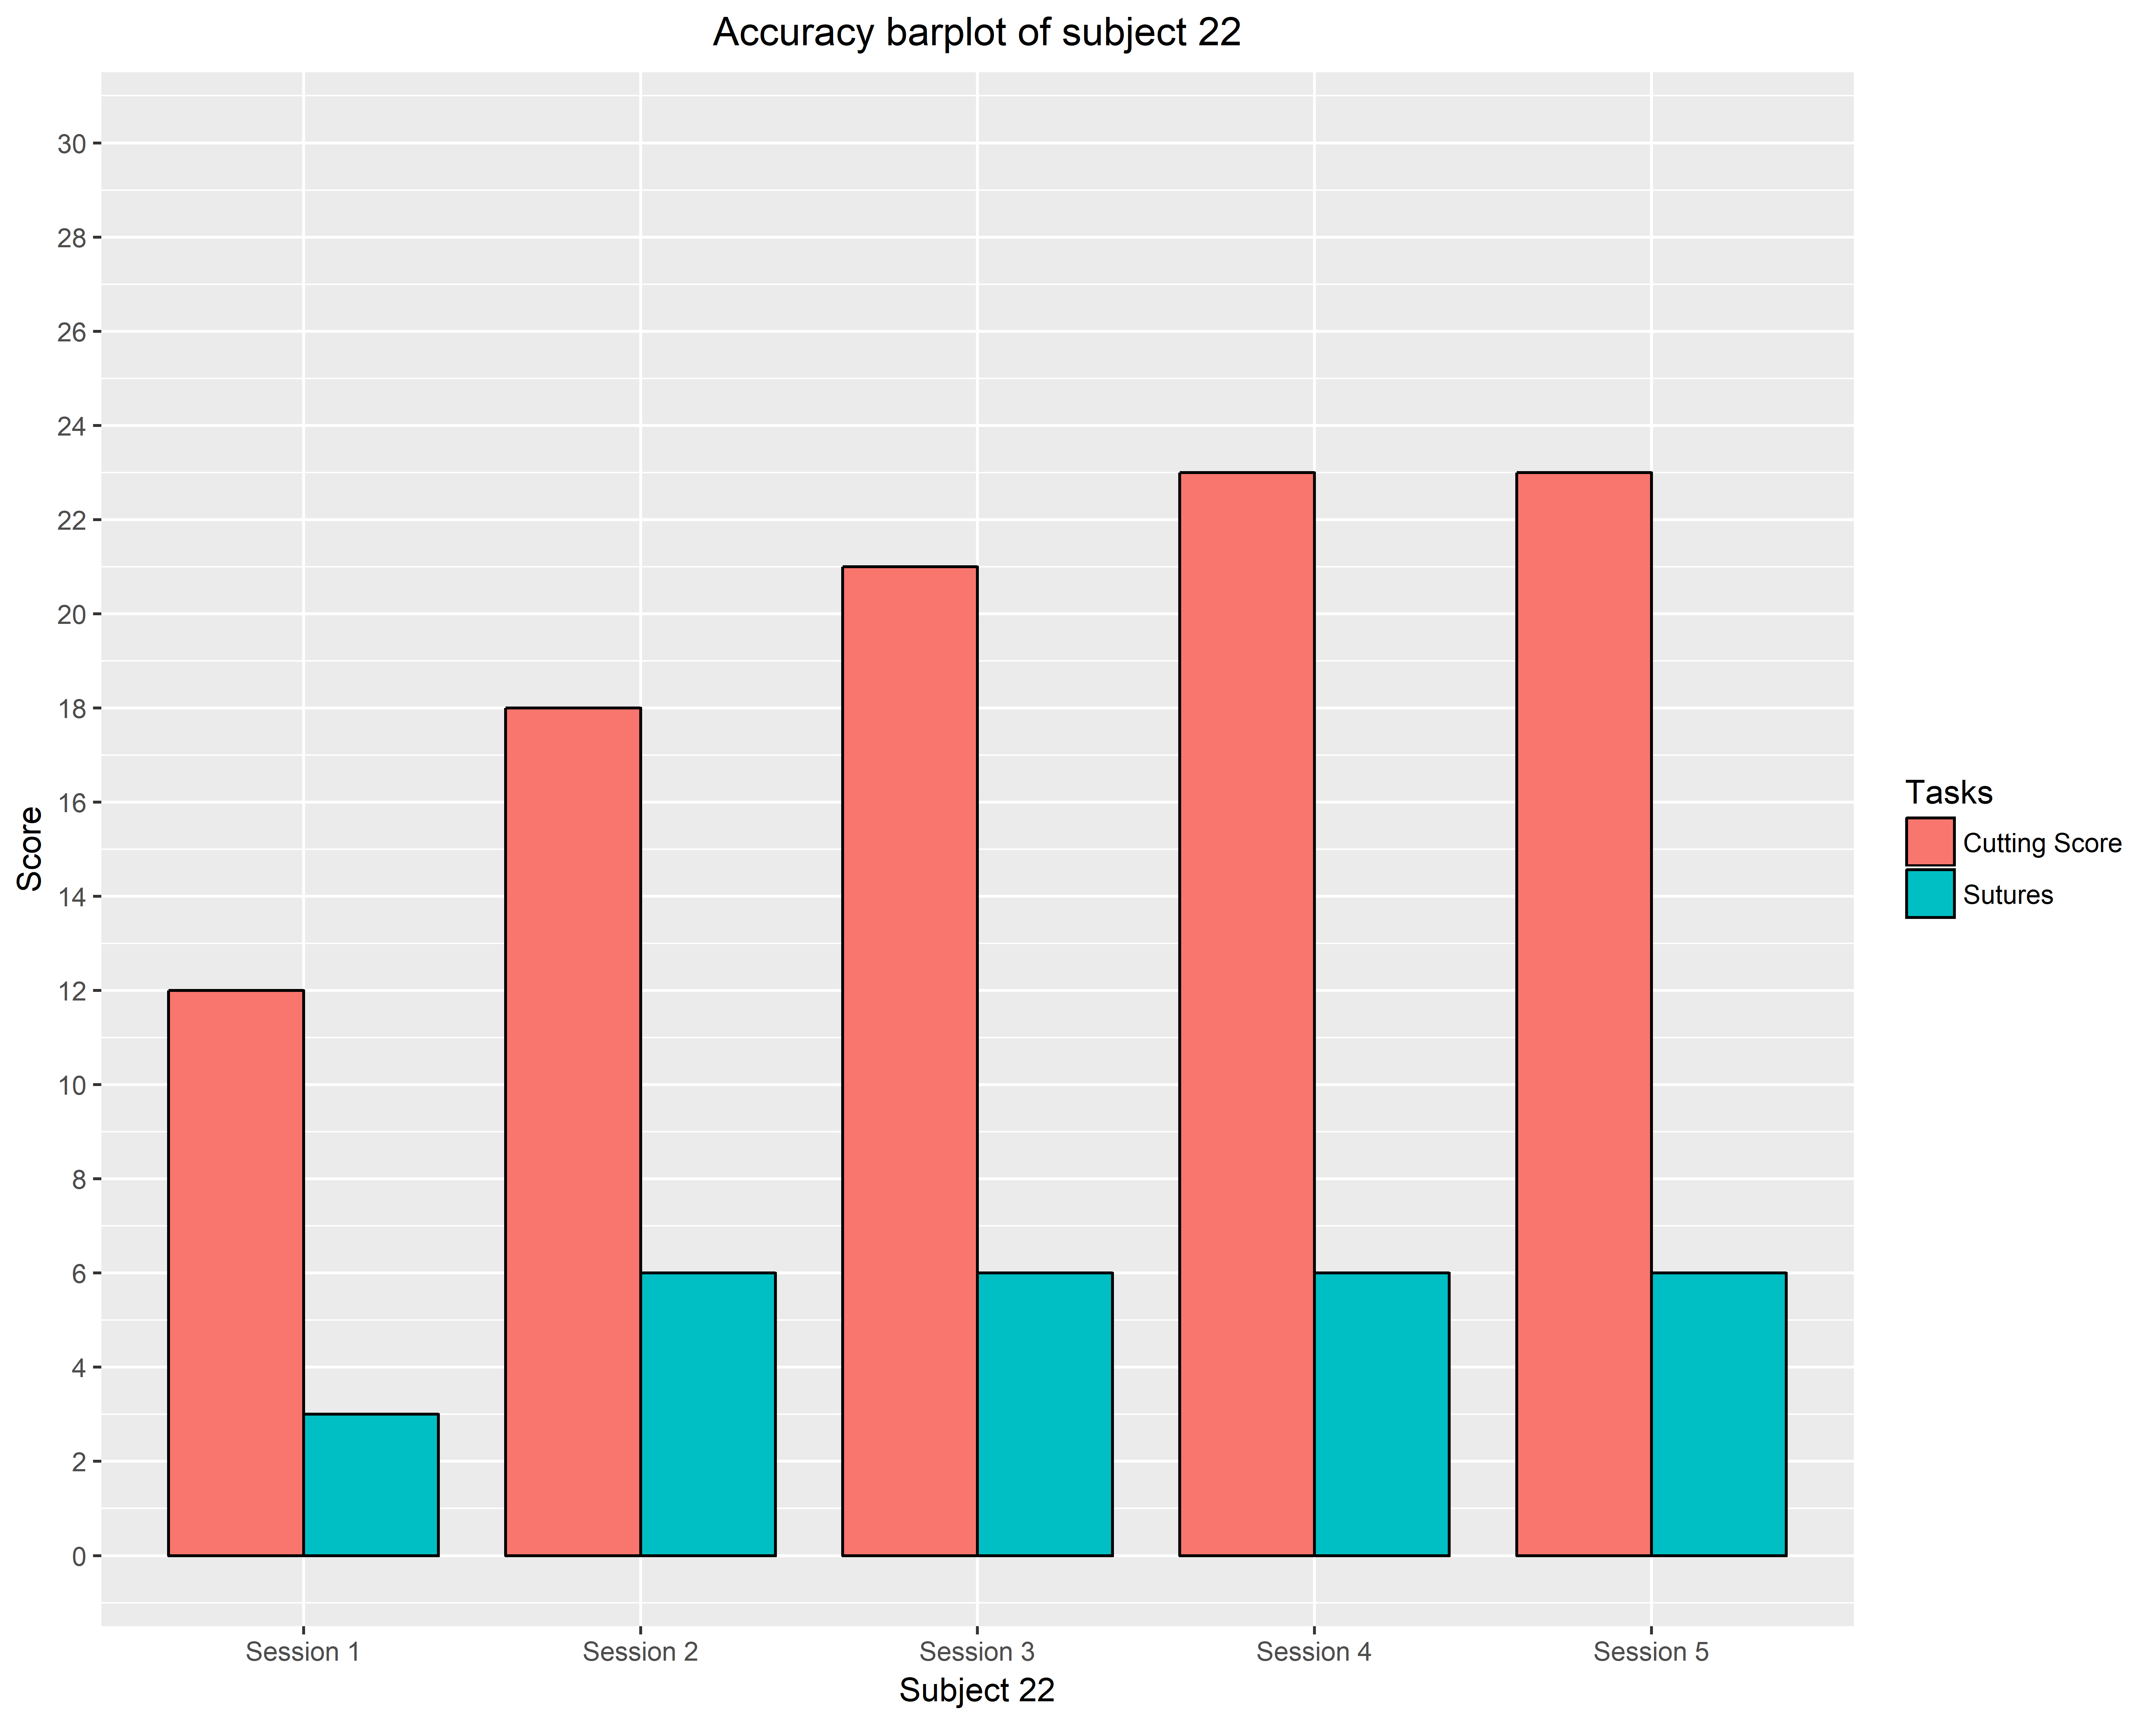 Accuracy barplot of subject 22
30
28
26
24
22
20
18
16
14
12
10
8
6
4
2
0
Score
Session 1
Session 2
Session 3
Session 4
Session 5
Subject 22
Tasks
Cutting Score
Sutures